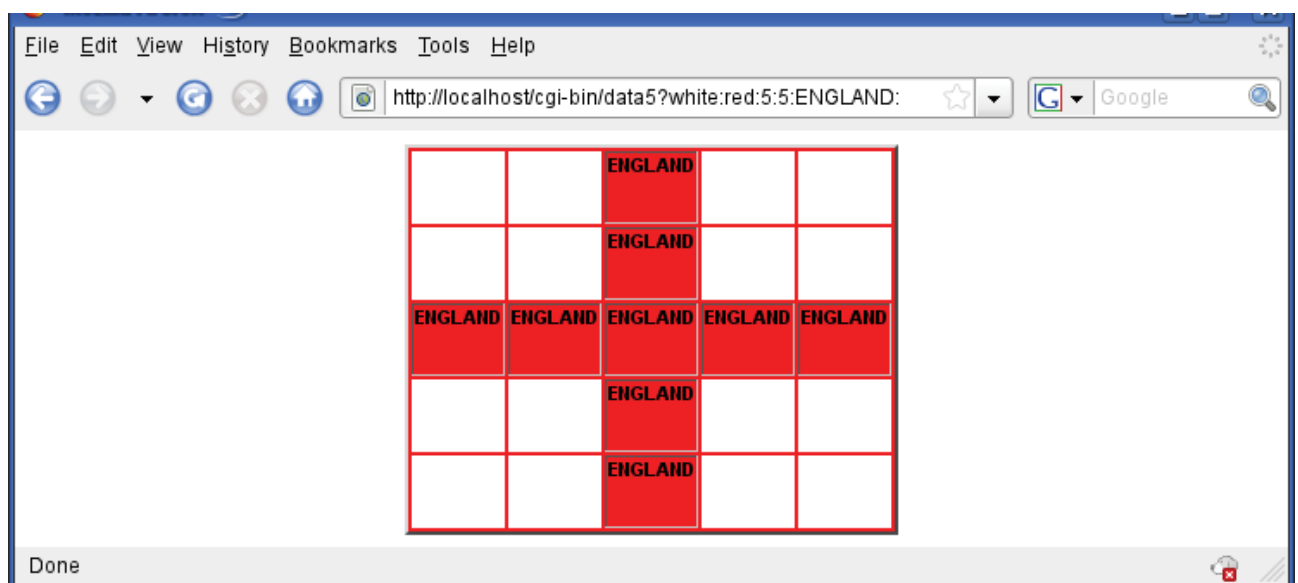 File Edit View History Bookmarks Tools Help
http://localhost/cgi-bin/data5?white:red:5:5:ENGLAND: G Google
ENGLAND
ENGLAND
ENGLAND ENGLAND ENGLAND ENGLAND ENGLAND
ENGLAND
ENGLAND
Done